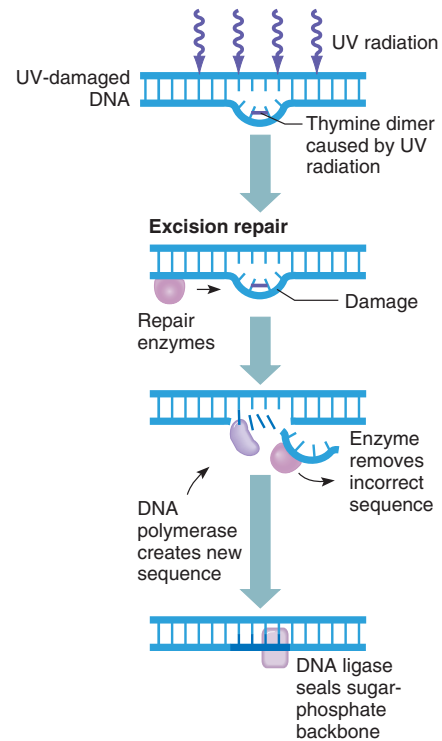 UV radiation
UV-damaged
DNA
Thymine dimer
caused by UV
radiation
Excision repair
Damage
Repair
enzymes
Enzyme
removes
incorrect
sequence
DNA
polymerase
creates new
sequence
DNA ligase
seals sugar-
phosphate
backbone